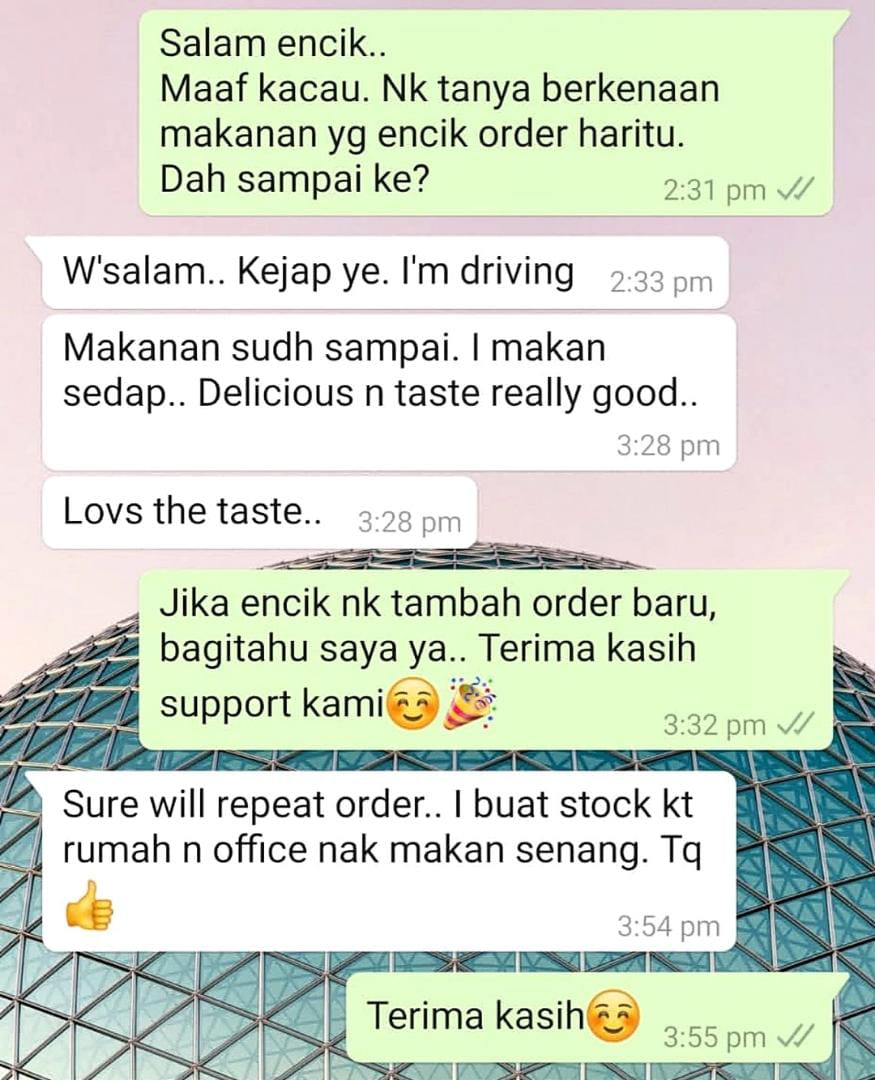 Salam encik..
Maaf kacau. Nk tanya berkenaan
makanan yg encik order haritu.
Dah sampai ke?
2:31 pm
W'salam.. Kejap ye. I'm driving
2:33 pm
Makanan sudh sampai. I makan
sedap.. Delicious n taste really good..
3:28 pm
Lovs the taste..
3:28 pm
Jika encik nk tambah order baru,
bagitahu saya ya.. Terima kasih
support kami😊🎉
3:32 pm
Sure will repeat order.. I buat stock kt
rumah n office nak makan senang. Tq
👍
3:54 pm
Terima kasih😊
3:55 pm